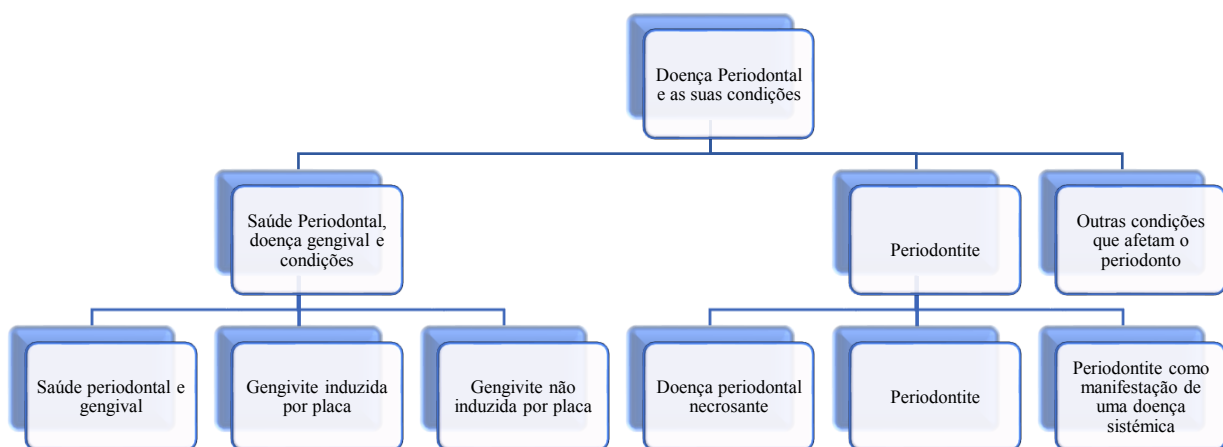 Doença Periodontal
e as suas condições
Saúde Periodontal,
doença gengival e
condições
Periodontite
Outras condições
que afetam o
periodonto
Saúde periodontal e
gengival
Gengivite induzida
por placa
Gengivite não
induzida por placa
Doença periodontal
necrosante
Periodontite
Periodontite como
manifestação de
uma doença
sistémica